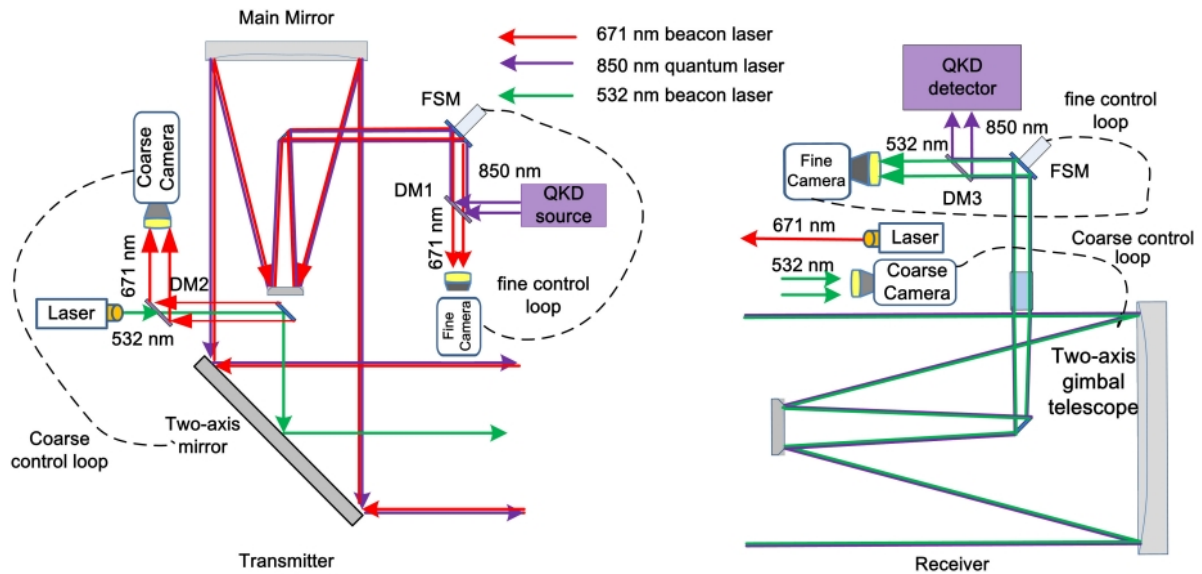 Main Mirror
671 nm beacon laser
850 nm quantum laser
532 nm beacon laser
Coarse
Camera
FSM
850 nm
DM1
QKD
source
671 nm
671 nm
DM2
Laser
532 nm
fine control
loop
Fine
Camera
Two-axis
mirror
Coarse
control loop
Transmitter
QKD
detector
fine control
loop
850 nm
532 nm
Fine
Camera
FSM
DM3
671 nm
Laser
Coarse control
loop
532 nm
Coarse
Camera
Two-axis
gimbal
telescope
Receiver